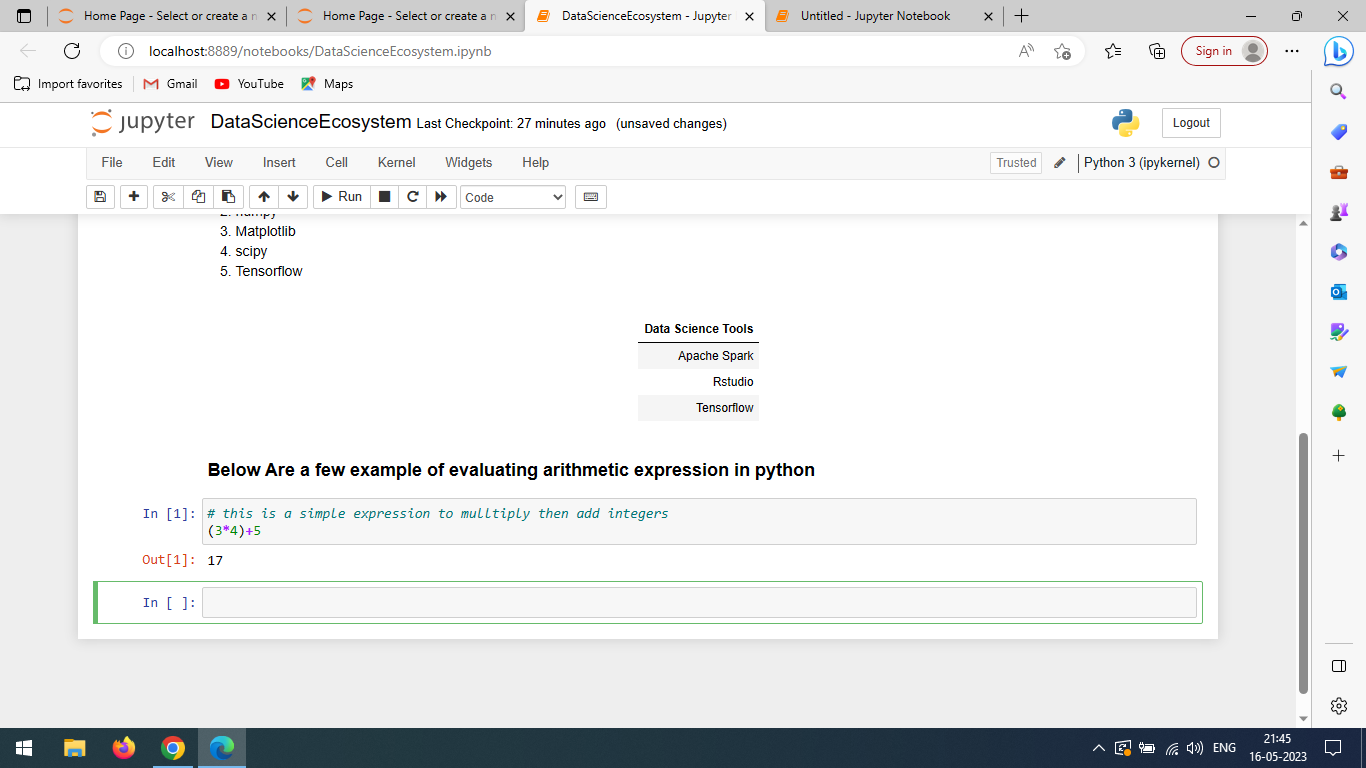 Home Page - Select or create a n
Home Page - Select or create a n
DataScienceEcosystem - Jupyter
Untitled - Jupyter Notebook
localhost:8889/notebooks/DataScienceEcosystem.ipynb
Sign in
Import favorites
Gmail
YouTube
Maps
jupyter DataScienceEcosystem Last Checkpoint: 27 minutes ago (unsaved changes)
Logout
File Edit View Insert Cell Kernel Widgets Help
Trusted
Python 3 (ipykernel)
Run
Code
2. numpy
3. Matplotlib
4. scipy
5. Tensorflow
Data Science Tools
Apache Spark
Rstudio
Tensorflow
Below Are a few example of evaluating arithmetic expression in python
In [1]: # this is a simple expression to mulltiply then add integers
(3*4)+5
Out[1]: 17
In [ ]:
ENG
21:45
16-05-2023